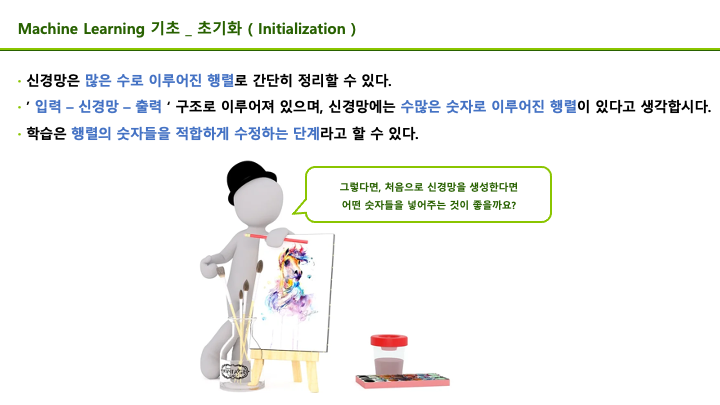 Machine Learning 기초 _ 초기화 ( Initialization )
· 신경망은 많은 수로 이루어진 행렬로 간단히 정리할 수 있다.
· ‘ 입력 – 신경망 – 출력 ‘ 구조로 이루어져 있으며, 신경망에는 수많은 숫자로 이루어진 행렬이 있다고 생각합시다.
· 학습은 행렬의 숫자들을 적합하게 수정하는 단계라고 할 수 있다.
그렇다면, 처음으로 신경망을 생성한다면
어떤 숫자들을 넣어주는 것이 좋을까요?